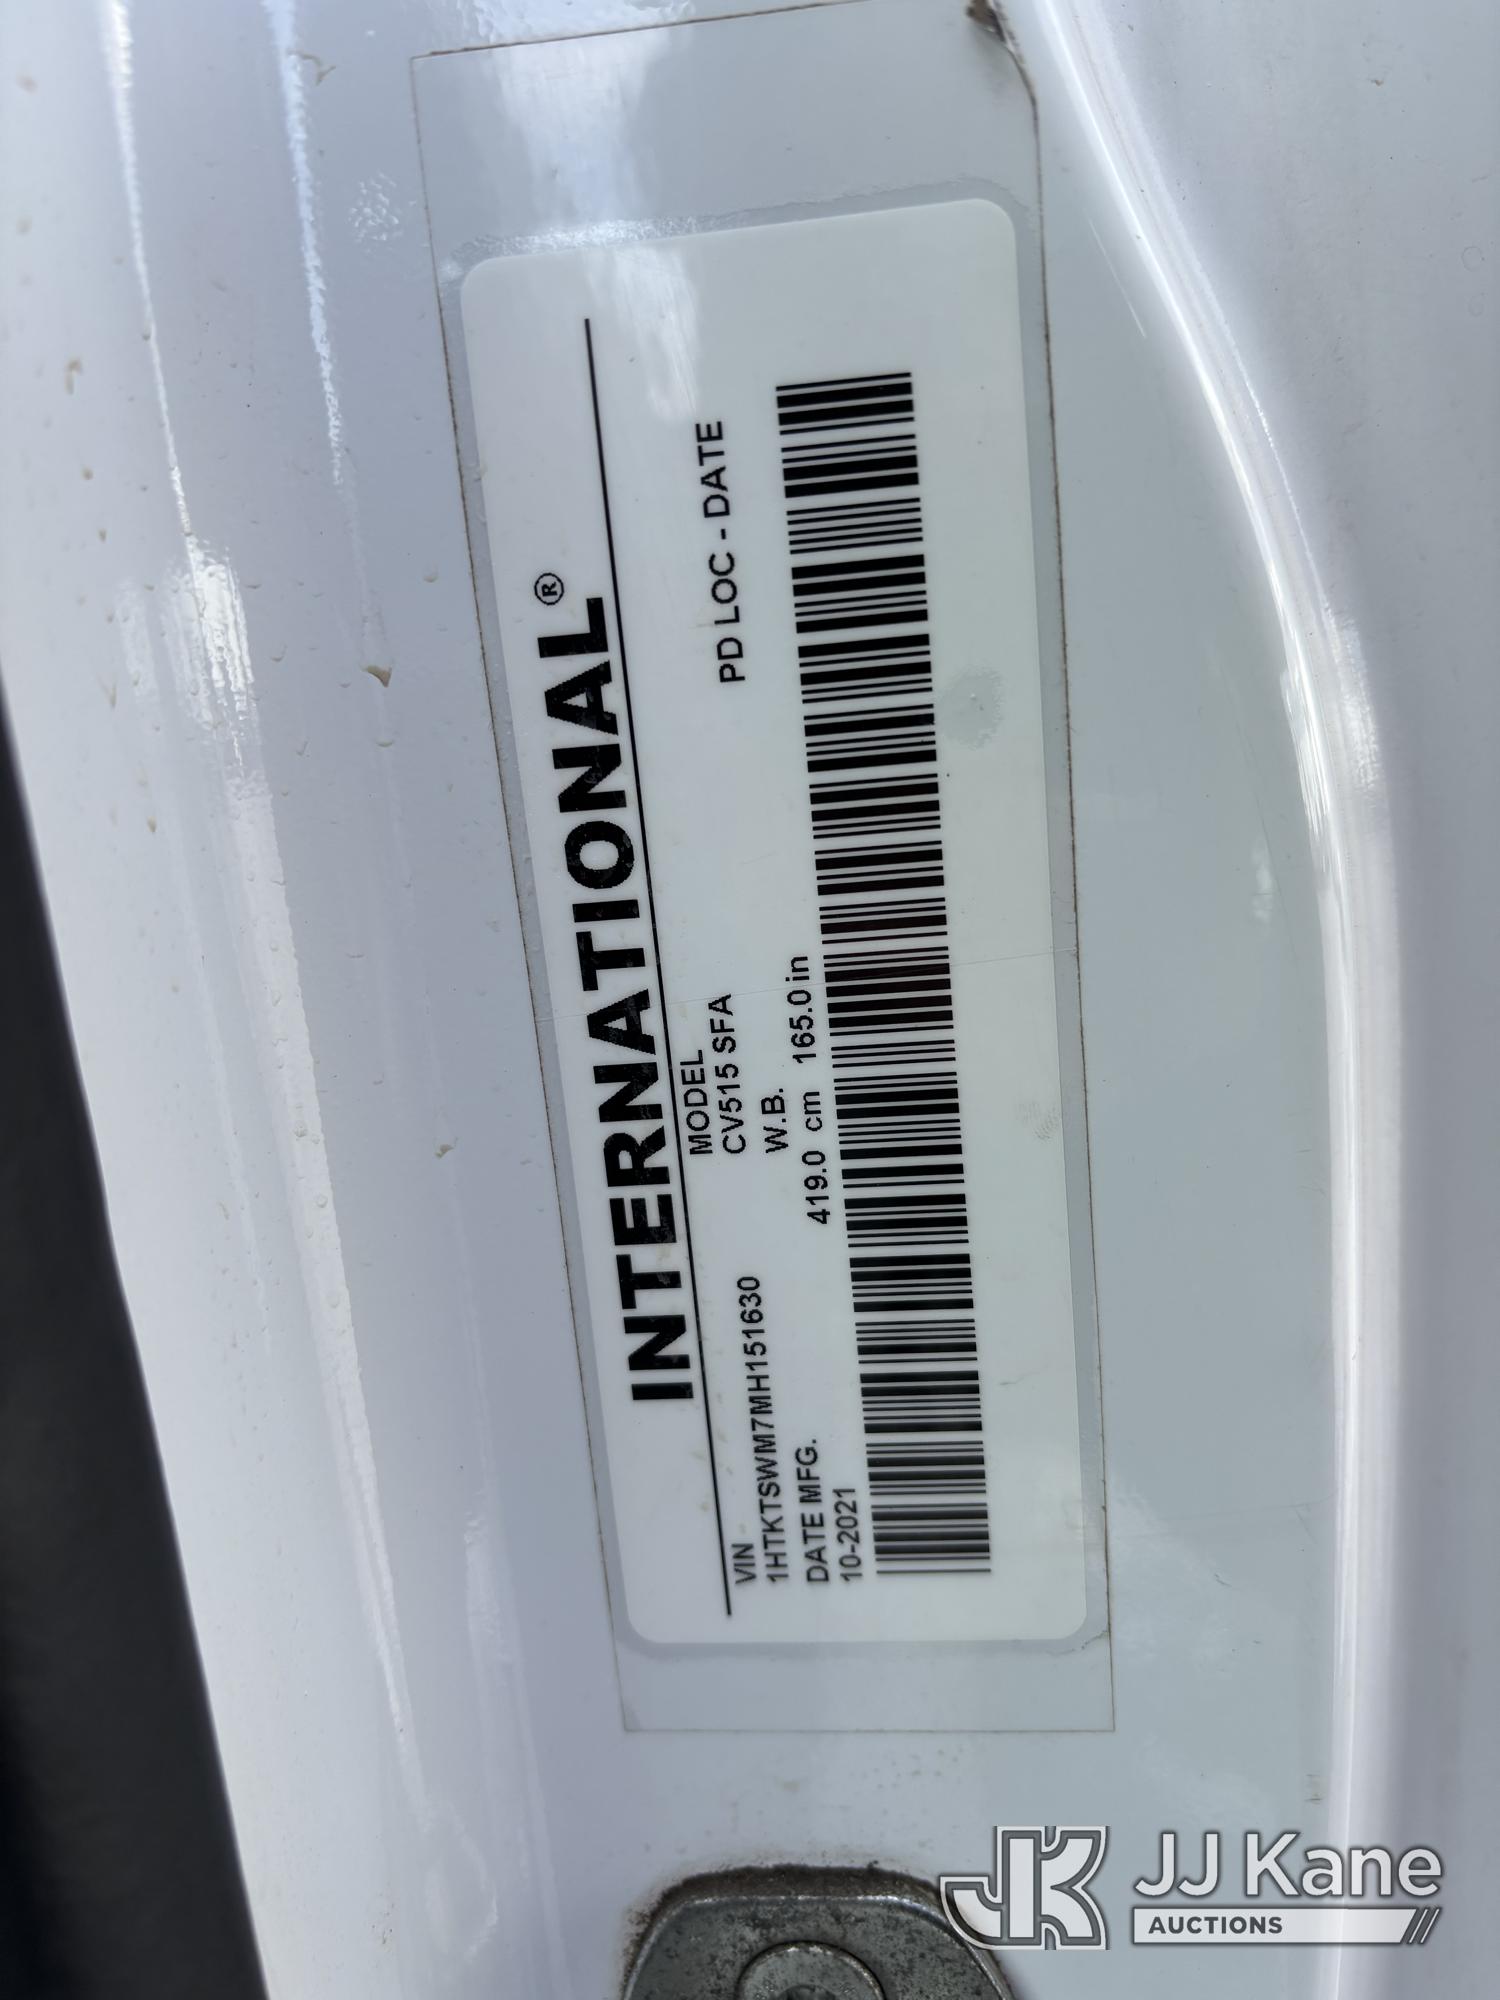 INTERNATIONAL®
VIN
1HTKTSWM7MH151630
MODEL
CV515 SFA
PD LOC - DATE
DATE MFG.
10-2021
W.B.
419.0 cm 165.0 in
JK JJ Kane
AUCTIONS